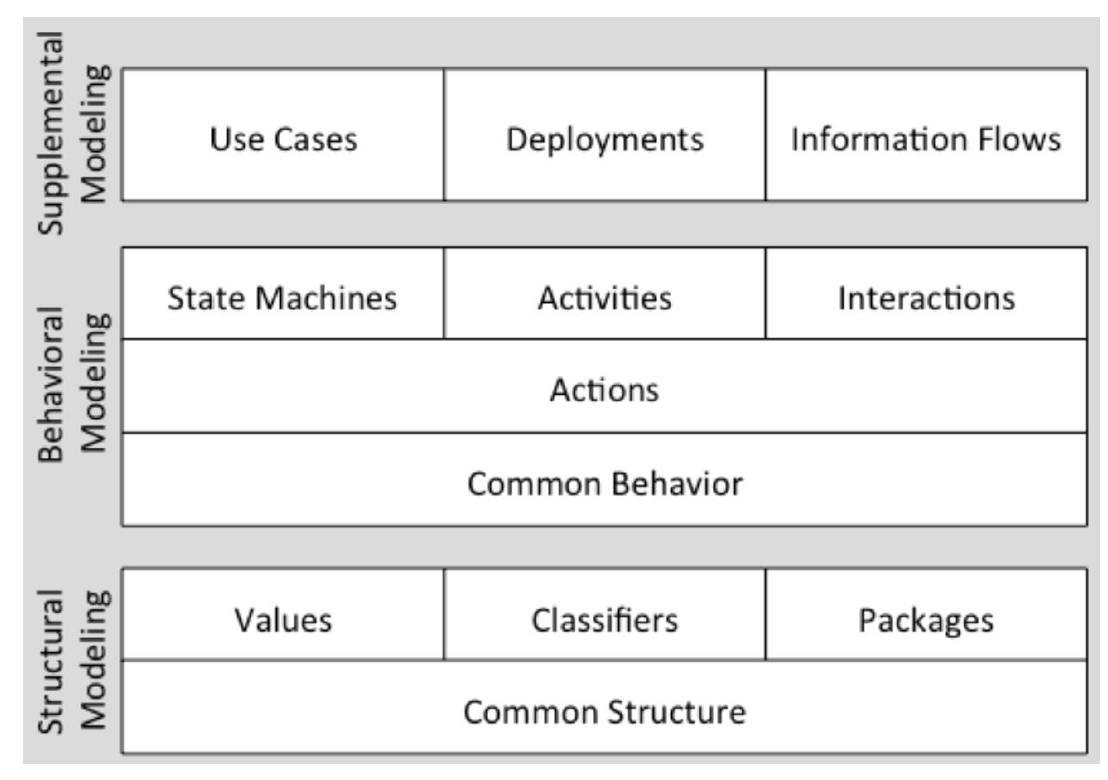 Supplemental
Modeling
Use Cases
Deployments
Information Flows
Behavioral
Modeling
State Machines
Activities
Interactions
Actions
Common Behavior
Structural
Modeling
Values
Classifiers
Packages
Common Structure